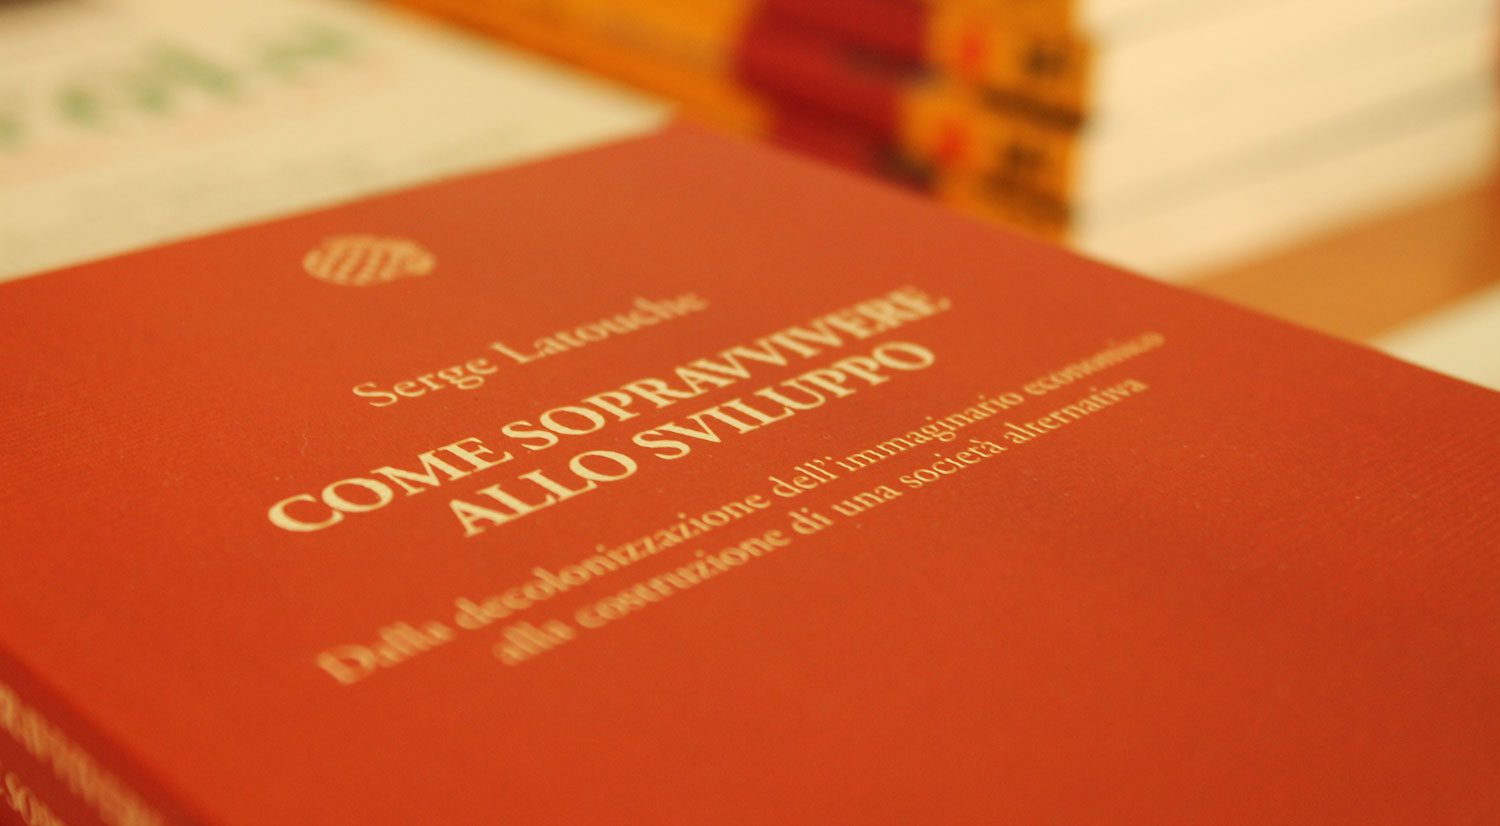 Serge Latouche
COME SOPRAVVIVERE
ALLO SVILUPPO
Dalla decolonizzazione dell'immaginario economico
alla costruzione di una società alternativa